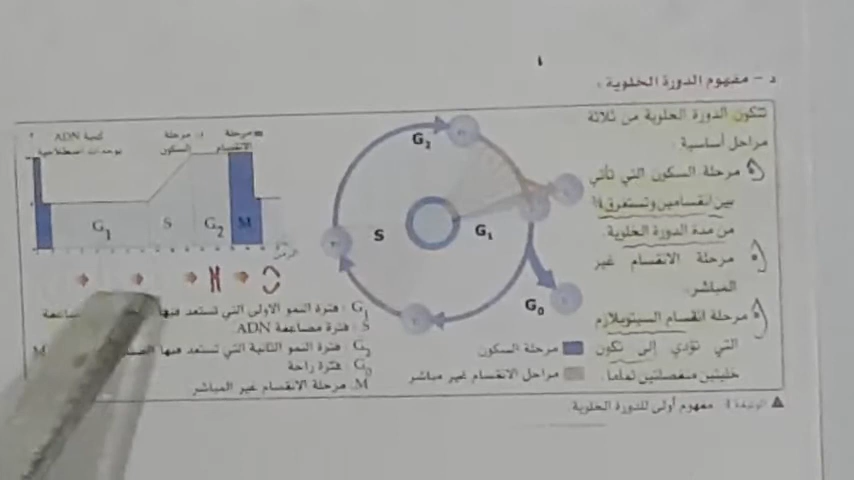 د - مفهوم الدورة الخلوية :
تتكون الدورة الخلوية من ثلاثة
مراحل أساسية :
مرحلة السكون التي تأتي
بين انقسامين وتستغرق
من مدة الدورة الخلوية
مرحلة الانقسام غير
المباشر.
مرحلة انقسام السيتوبلازم
التي تؤدي إلى تكون
خليتين منفصلتين تماما.
G2
S
G1
G0
مرحلة السكون
مراحل الانقسام غير مباشر
كمية ADN
مرحلة
السكون
مرحلة
الانقسام
G1
S
G2
M
الزمن
G1 : فترة النمو الأولى التي تستعد فيها
S : فترة مضاعفة ADN
G2 : فترة النمو الثانية التي تستعد فيها
G0 : فترة راحة
M : مرحلة الانقسام غير المباشر
الوثيقة 4 مفهوم أولي للدورة الخلوية